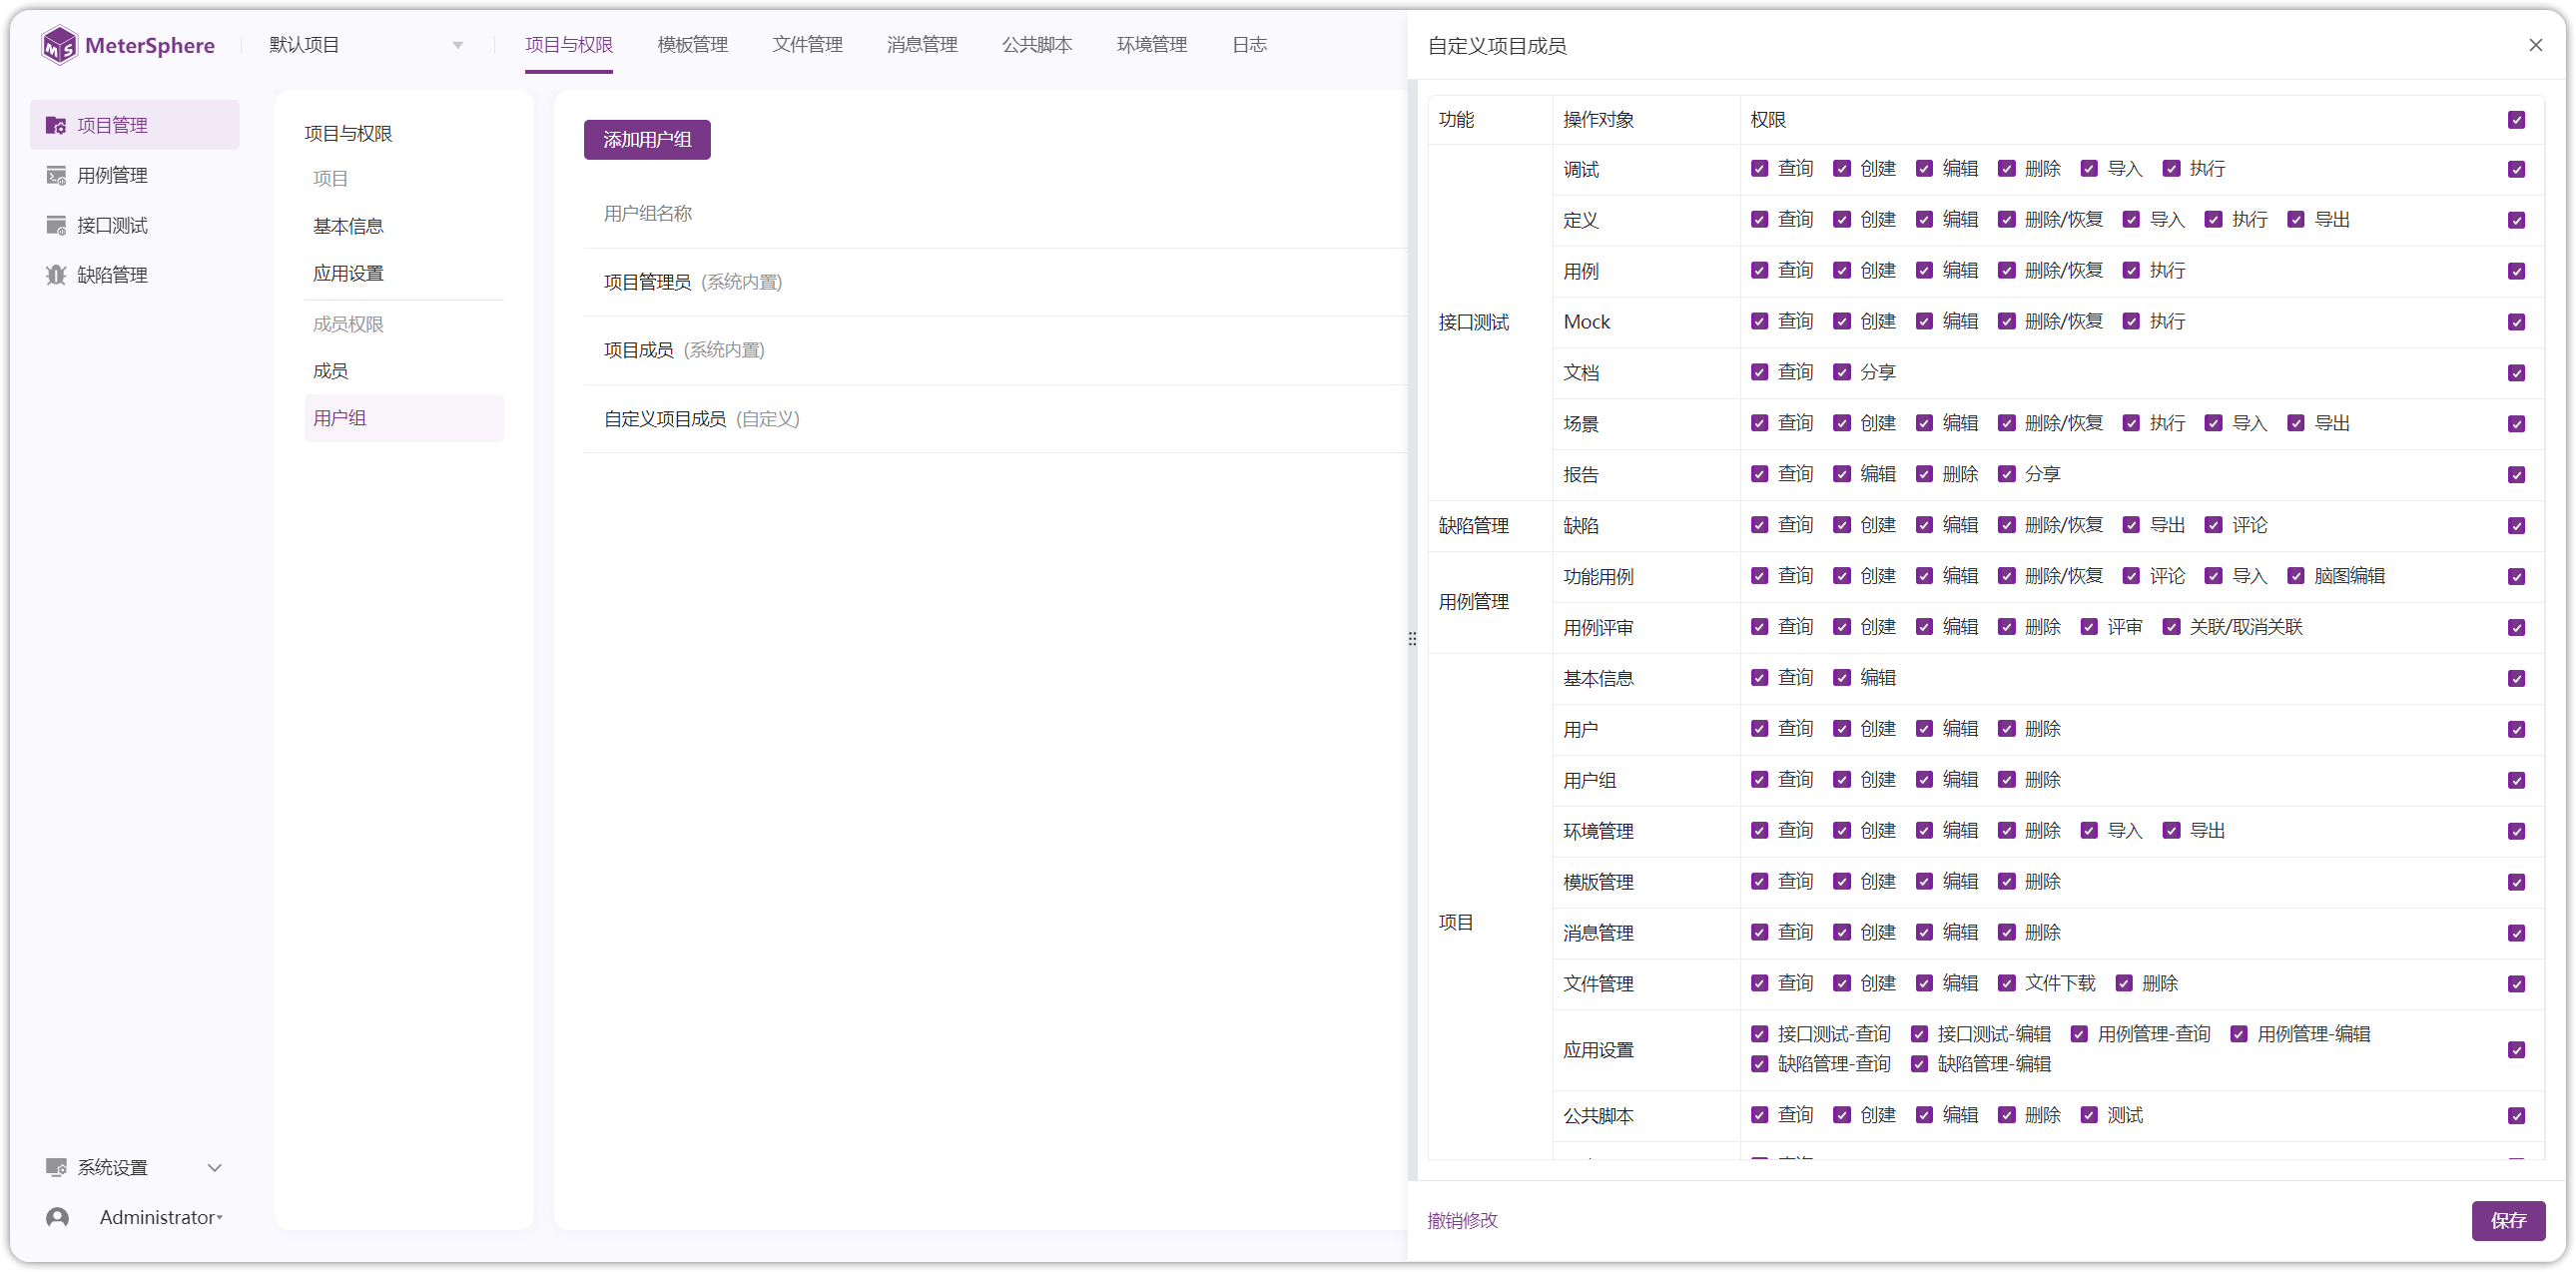 MeterSphere
默认项目
项目与权限 模板管理 文件管理 消息管理 公共脚本 环境管理 日志
项目管理
用例管理
接口测试
缺陷管理
系统设置
Administrator
项目与权限
项目
基本信息
应用设置
成员权限
成员
用户组
添加用户组
用户组名称
项目管理员 (系统内置)
项目成员 (系统内置)
自定义项目成员 (自定义)
自定义项目成员
功能 操作对象 权限
接口测试
调试 查询 创建 编辑 删除 导入 执行
定义 查询 创建 编辑 删除/恢复 导入 执行 导出
用例 查询 创建 编辑 删除/恢复 执行
Mock 查询 创建 编辑 删除/恢复 执行
文档 查询 分享
场景 查询 创建 编辑 删除/恢复 执行 导入 导出
报告 查询 编辑 删除 分享
缺陷管理 缺陷 查询 创建 编辑 删除/恢复 导出 评论
用例管理
功能用例 查询 创建 编辑 删除/恢复 评论 导入 脑图编辑
用例评审 查询 创建 编辑 删除 评审 关联/取消关联
项目
基本信息 查询 编辑
用户 查询 创建 编辑 删除
用户组 查询 创建 编辑 删除
环境管理 查询 创建 编辑 删除 导入 导出
模版管理 查询 创建 编辑 删除
消息管理 查询 创建 编辑 删除
文件管理 查询 创建 编辑 文件下载 删除
应用设置 接口测试-查询 接口测试-编辑 用例管理-查询 用例管理-编辑
缺陷管理-查询 缺陷管理-编辑
公共脚本 查询 创建 编辑 删除 测试
撤销修改
保存